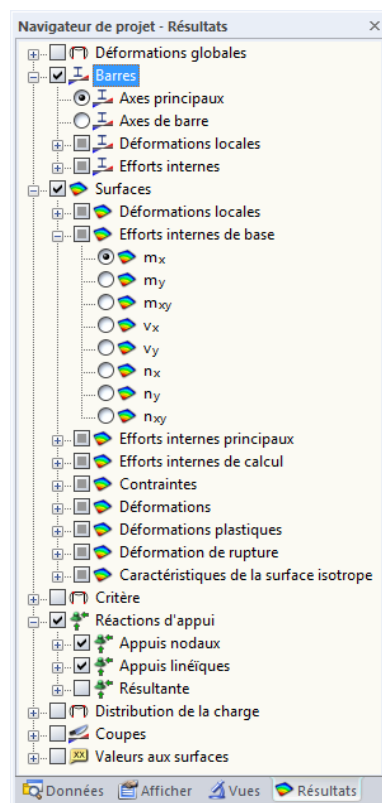 Navigateur de projet - Résultats
Déformations globales
Barres
Axes principaux
Axes de barre
Déformations locales
Efforts internes
Surfaces
Déformations locales
Efforts internes de base
mx
my
mxy
vx
vy
nx
ny
nxy
Efforts internes principaux
Efforts internes de calcul
Contraintes
Déformations
Déformations plastiques
Déformation de rupture
Caractéristiques de la surface isotrope
Critère
Réactions d'appui
Appuis nodaux
Appuis linéïques
Résultante
Distribution de la charge
Coupes
xx Valeurs aux surfaces
Données Afficher Vues Résultats